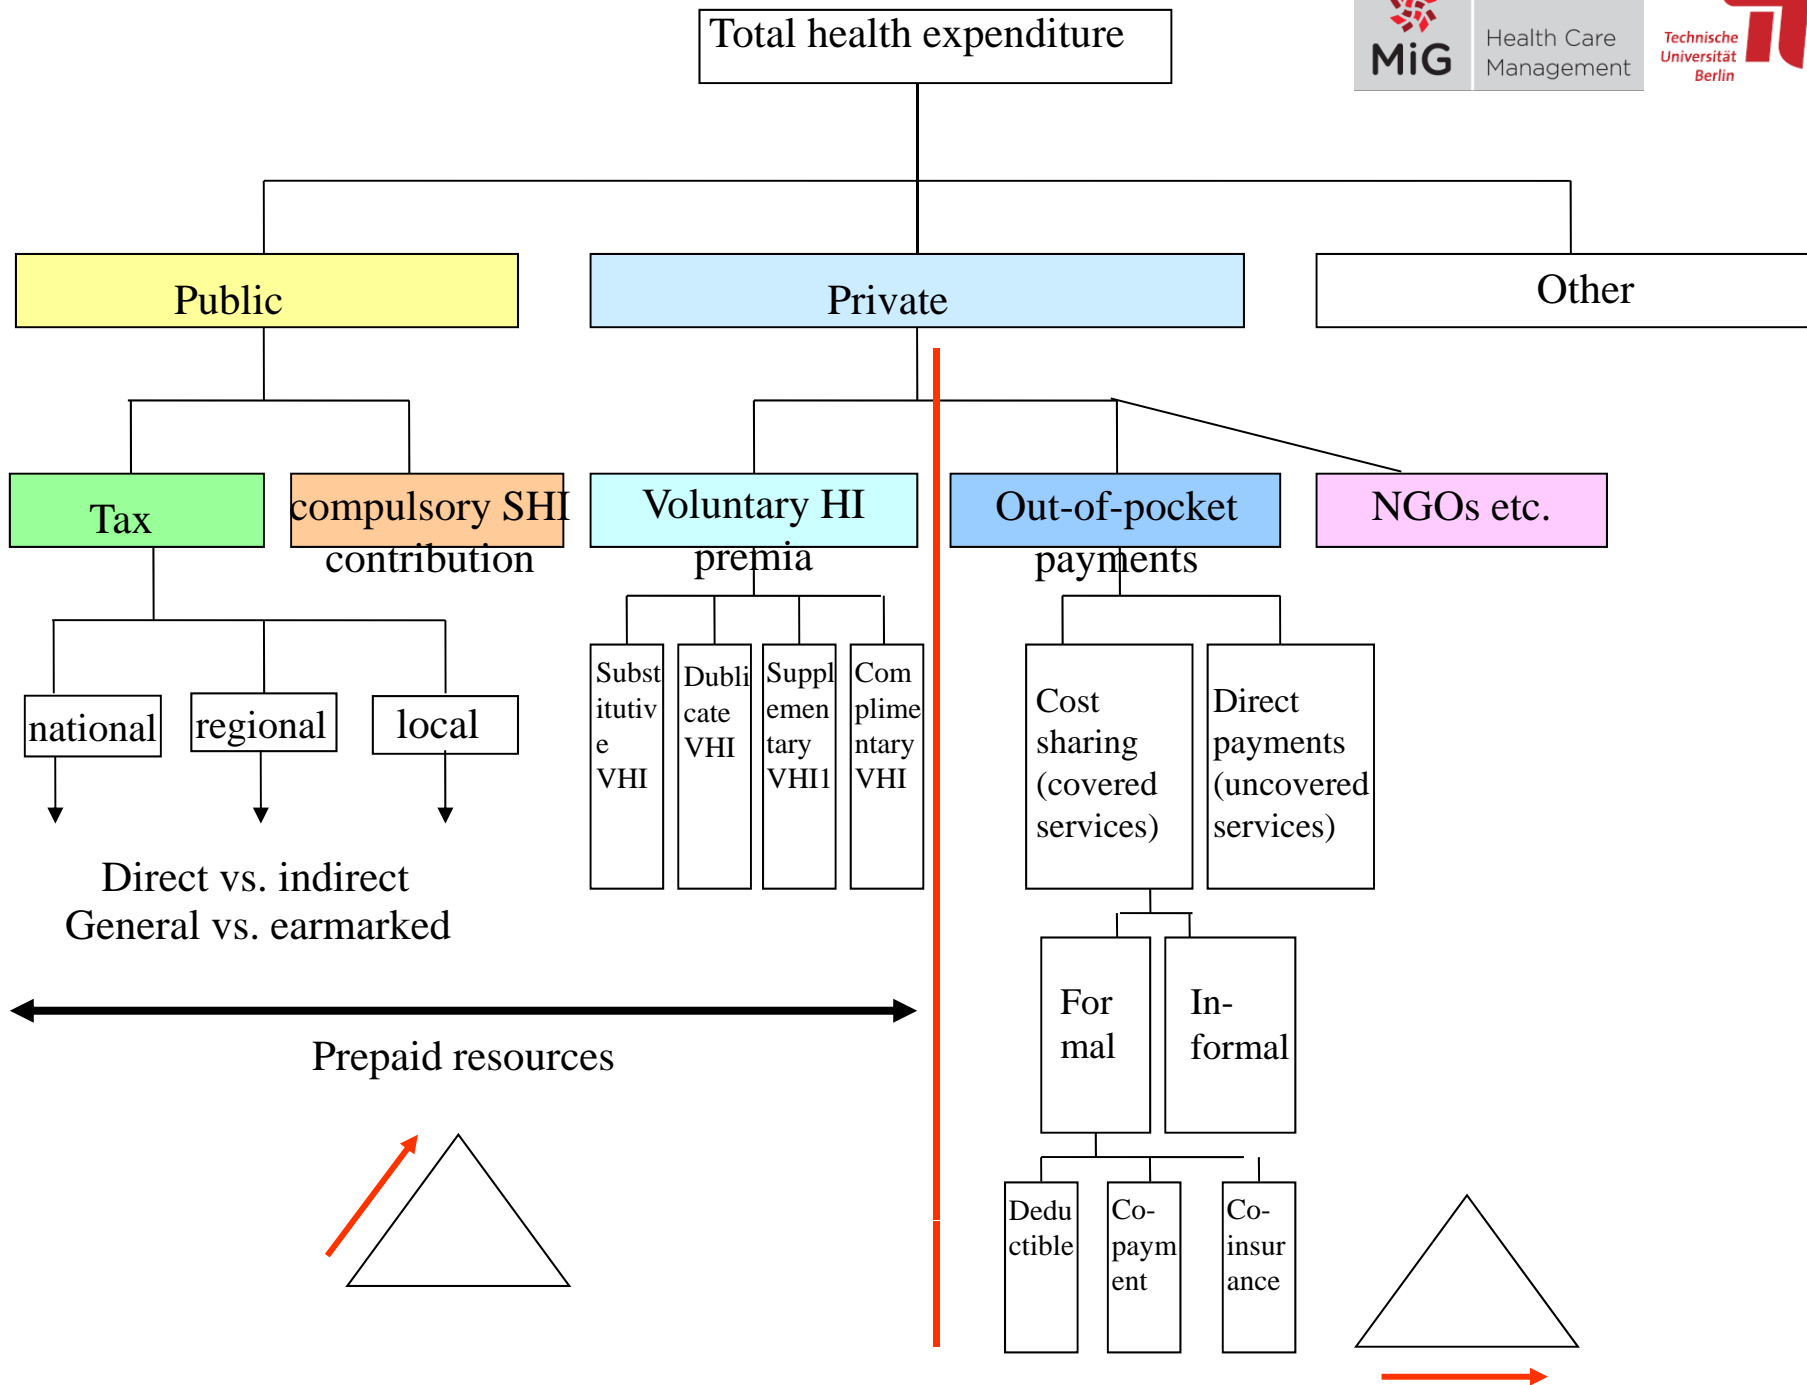 Total health expenditure
MiG
Health Care
Management
Technische
Universität
Berlin
Public
Private
Other
Tax
compulsory SHI
contribution
Voluntary HI
premia
Out-of-pocket
payments
NGOs etc.
national
regional
local
Subst
itutiv
e
VHI
Dubli
cate
VHI
Suppl
emen
tary
VHI1
Com
plime
ntary
VHI
Cost
sharing
(covered
services)
Direct
payments
(uncovered
services)
Direct vs. indirect
General vs. earmarked
For
mal
In-
formal
Prepaid resources
Dedu
ctible
Co-
paym
ent
Co-
insur
ance